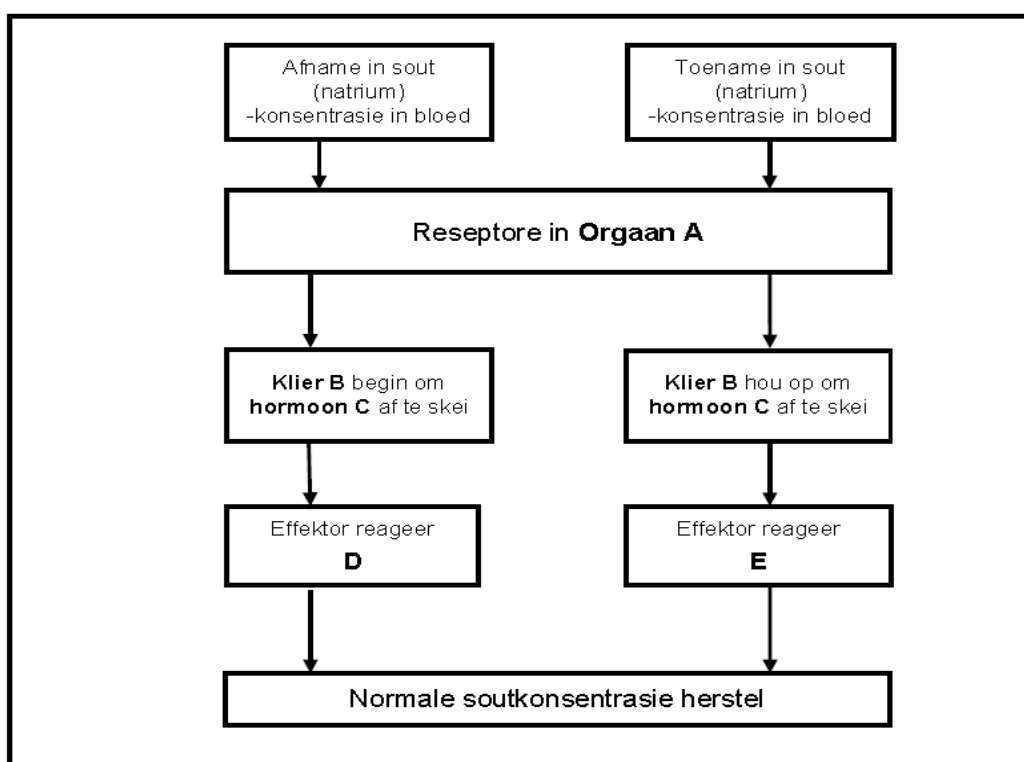 Afname in sout
(natrium)
-konsentrasie in bloed
Toename in sout
(natrium)
-konsentrasie in bloed
Reseptore in Orgaan A
Klier B begin om
hormoon C af te skei
Klier B hou op om
hormoon C af te skei
Effektor reageer
D
Effektor reageer
E
Normale soutkonsentrasie herstel